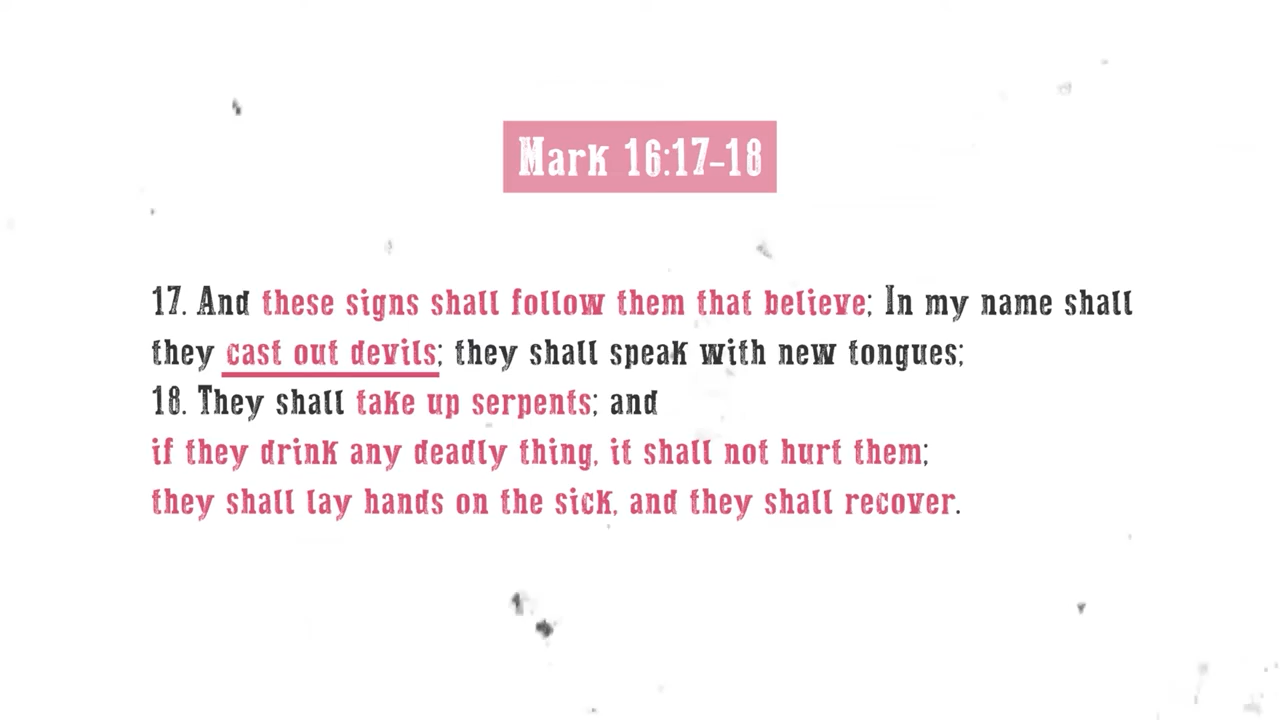 Mark 16:17-18
17. And these signs shall follow them that believe; In my name shall
they cast out devils; they shall speak with new tongues;
18. They shall take up serpents; and
if they drink any deadly thing, it shall not hurt them;
they shall lay hands on the sick, and they shall recover.